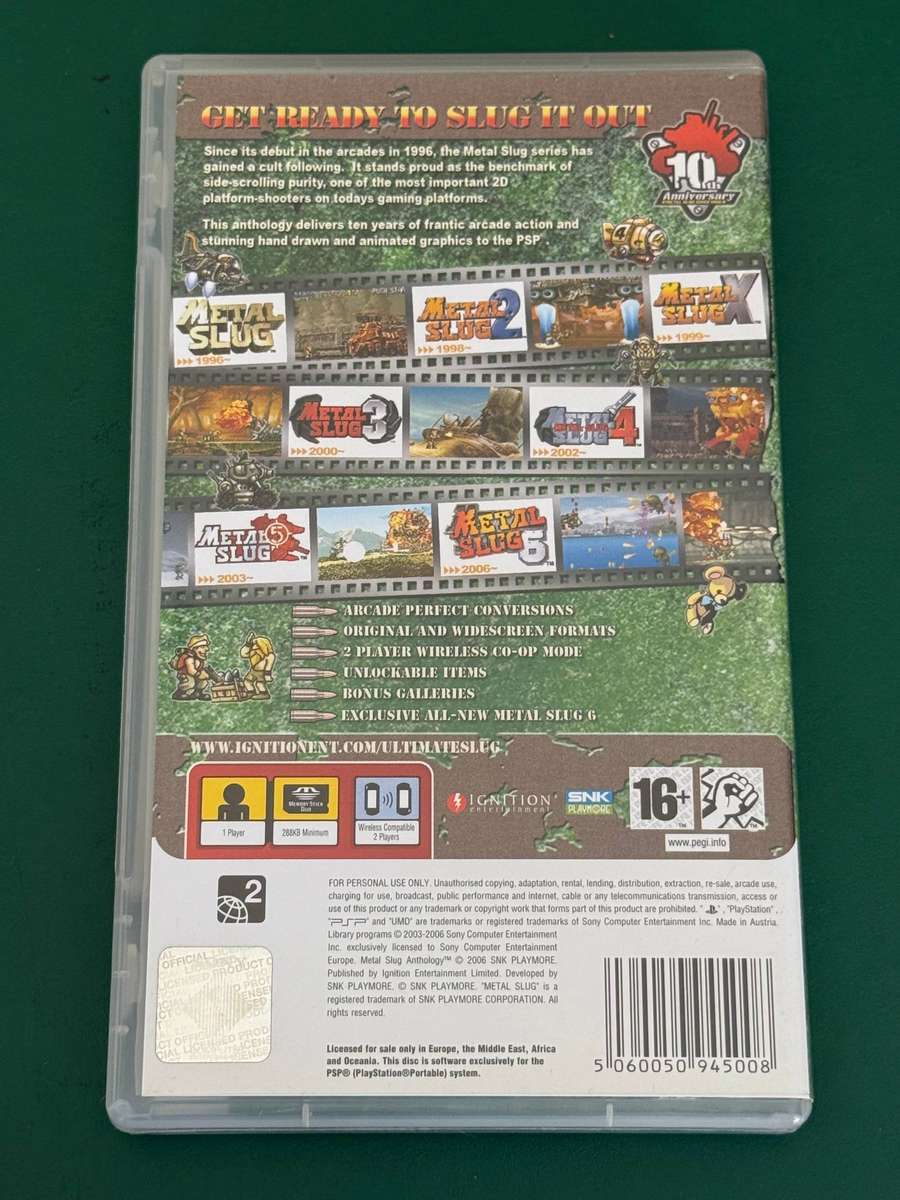 GET READY TO SLUG IT OUT
Since its debut in the arcades in 1996, the Metal Slug series has
gained a cult following. It stands proud as the benchmark of
side-scrolling purity, one of the most important 2D
platform-shooters on todays gaming platforms.
This anthology delivers ten years of frantic arcade action and
stunning hand drawn and animated graphics to the PSP .
10th
Anniversary
METAL SLUG
1996~
METAL SLUG 2
1998~
METAL SLUG X
1999~
METAL SLUG 3
2000~
METAL SLUG 4
2002~
METAL SLUG 5
2003~
METAL SLUG 6
2006~
ARCADE PERFECT CONVERSIONS
ORIGINAL AND WIDESCREEN FORMATS
2 PLAYER WIRELESS CO-OP MODE
UNLOCKABLE ITEMS
BONUS GALLERIES
EXCLUSIVE ALL-NEW METAL SLUG 6
WWW.IGNITIONENT.COM/ULTIMATESLUG
1 Player
MEMORY STICK
DUO
288KB Minimum
Wireless Compatible
2 Players
IGNITION
entertainment
SNK
PLAYMORE
16+
www.pegi.info
2
FOR PERSONAL USE ONLY. Unauthorised copying, adaptation, rental, lending, distribution, extraction, re-sale, arcade use,
charging for use, broadcast, public performance and internet, cable or any telecommunications transmission, access or
use of this product or any trademark or copyright work that forms part of this product are prohibited. " ", "PlayStation",
"PSP" and "UMD" are trademarks or registered trademarks of Sony Computer Entertainment Inc. Made in Austria.
Library programs © 2003-2006 Sony Computer Entertainment
Inc. exclusively licensed to Sony Computer Entertainment
Europe. Metal Slug Anthology™ © 2006 SNK PLAYMORE.
Published by Ignition Entertainment Limited. Developed by
SNK PLAYMORE. © SNK PLAYMORE. "METAL SLUG" is a
registered trademark of SNK PLAYMORE CORPORATION. All
rights reserved.
Licensed for sale only in Europe, the Middle East, Africa
and Oceania. This disc is software exclusively for the
PSP® (PlayStation®Portable) system.
OFFICIAL LICENSED PRODUCT
5 060050 945008